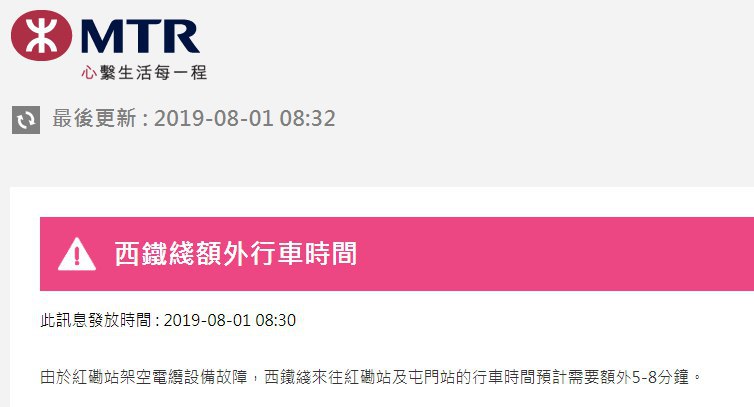 MTR
心繫生活每一程
最後更新 : 2019-08-01 08:32
西鐵綫額外行車時間
此訊息發放時間 : 2019-08-01 08:30
由於紅磡站架空電纜設備故障，西鐵綫來往紅磡站及屯門站的行車時間預計需要額外5-8分鐘。